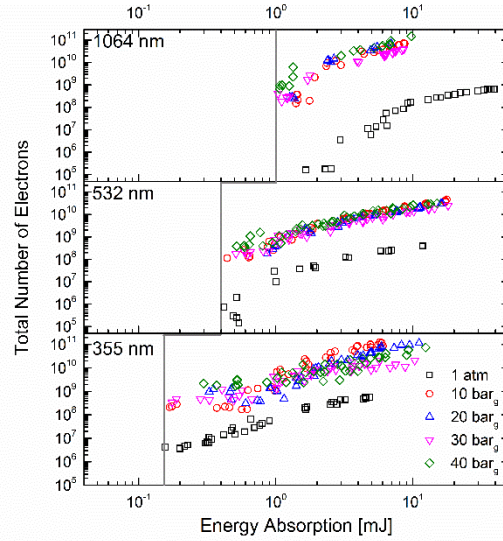 10⁻¹ 10⁰ 10¹
1064 nm
10¹¹
10¹⁰
10⁹
10⁸
10⁷
10⁶
10⁵
532 nm
10¹¹
10¹⁰
10⁹
10⁸
10⁷
10⁶
10⁵
355 nm
10¹¹
10¹⁰
10⁹
10⁸
10⁷
10⁶
10⁵
Total Number of Electrons
1 atm
10 bar_g
20 bar_g
30 bar_g
40 bar_g
10⁻¹ 10⁰ 10¹
Energy Absorption [mJ]